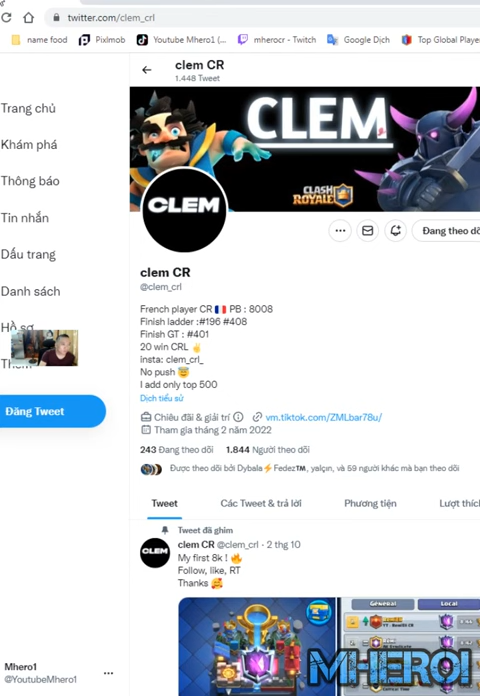 twitter.com/clem_crl
name food
Pixlmob
Youtube Mhero1 (...
mherocr - Twitch
Google Dịch
Top Global Player
clem CR
1.448 Tweet
CLEM
CLEM
CLASH
ROYALE
Trang chủ
Khám phá
Thông báo
Tin nhắn
Dấu trang
Danh sách
Hồ sơ
Thêm
Đăng Tweet
Đang theo dõ
clem CR
@clem_crl
French player CR 🇫🇷 PB : 8008
Finish ladder :#196 #408
Finish GT : #401
20 win CRL ✌
insta: clem_crl_
No push 😇
I add only top 500
Dịch tiểu sử
Chiêu đãi & giải trí
vm.tiktok.com/ZMLbar78u/
Tham gia tháng 2 năm 2022
243 Đang theo dõi 1.844 Người theo dõi
Được theo dõi bởi Dybala⚡Fedez™, yalçın, và 59 người khác mà bạn theo dõi
Tweet
Các Tweet & trả lời
Phương tiện
Lượt thích
Tweet đã ghim
CLEM
clem CR @clem_crl · 2 thg 10
My first 8k ! 🔥
Follow, like, RT
Thanks 🥰
General
Local
MHERO1
Mhero1
@YoutubeMhero1